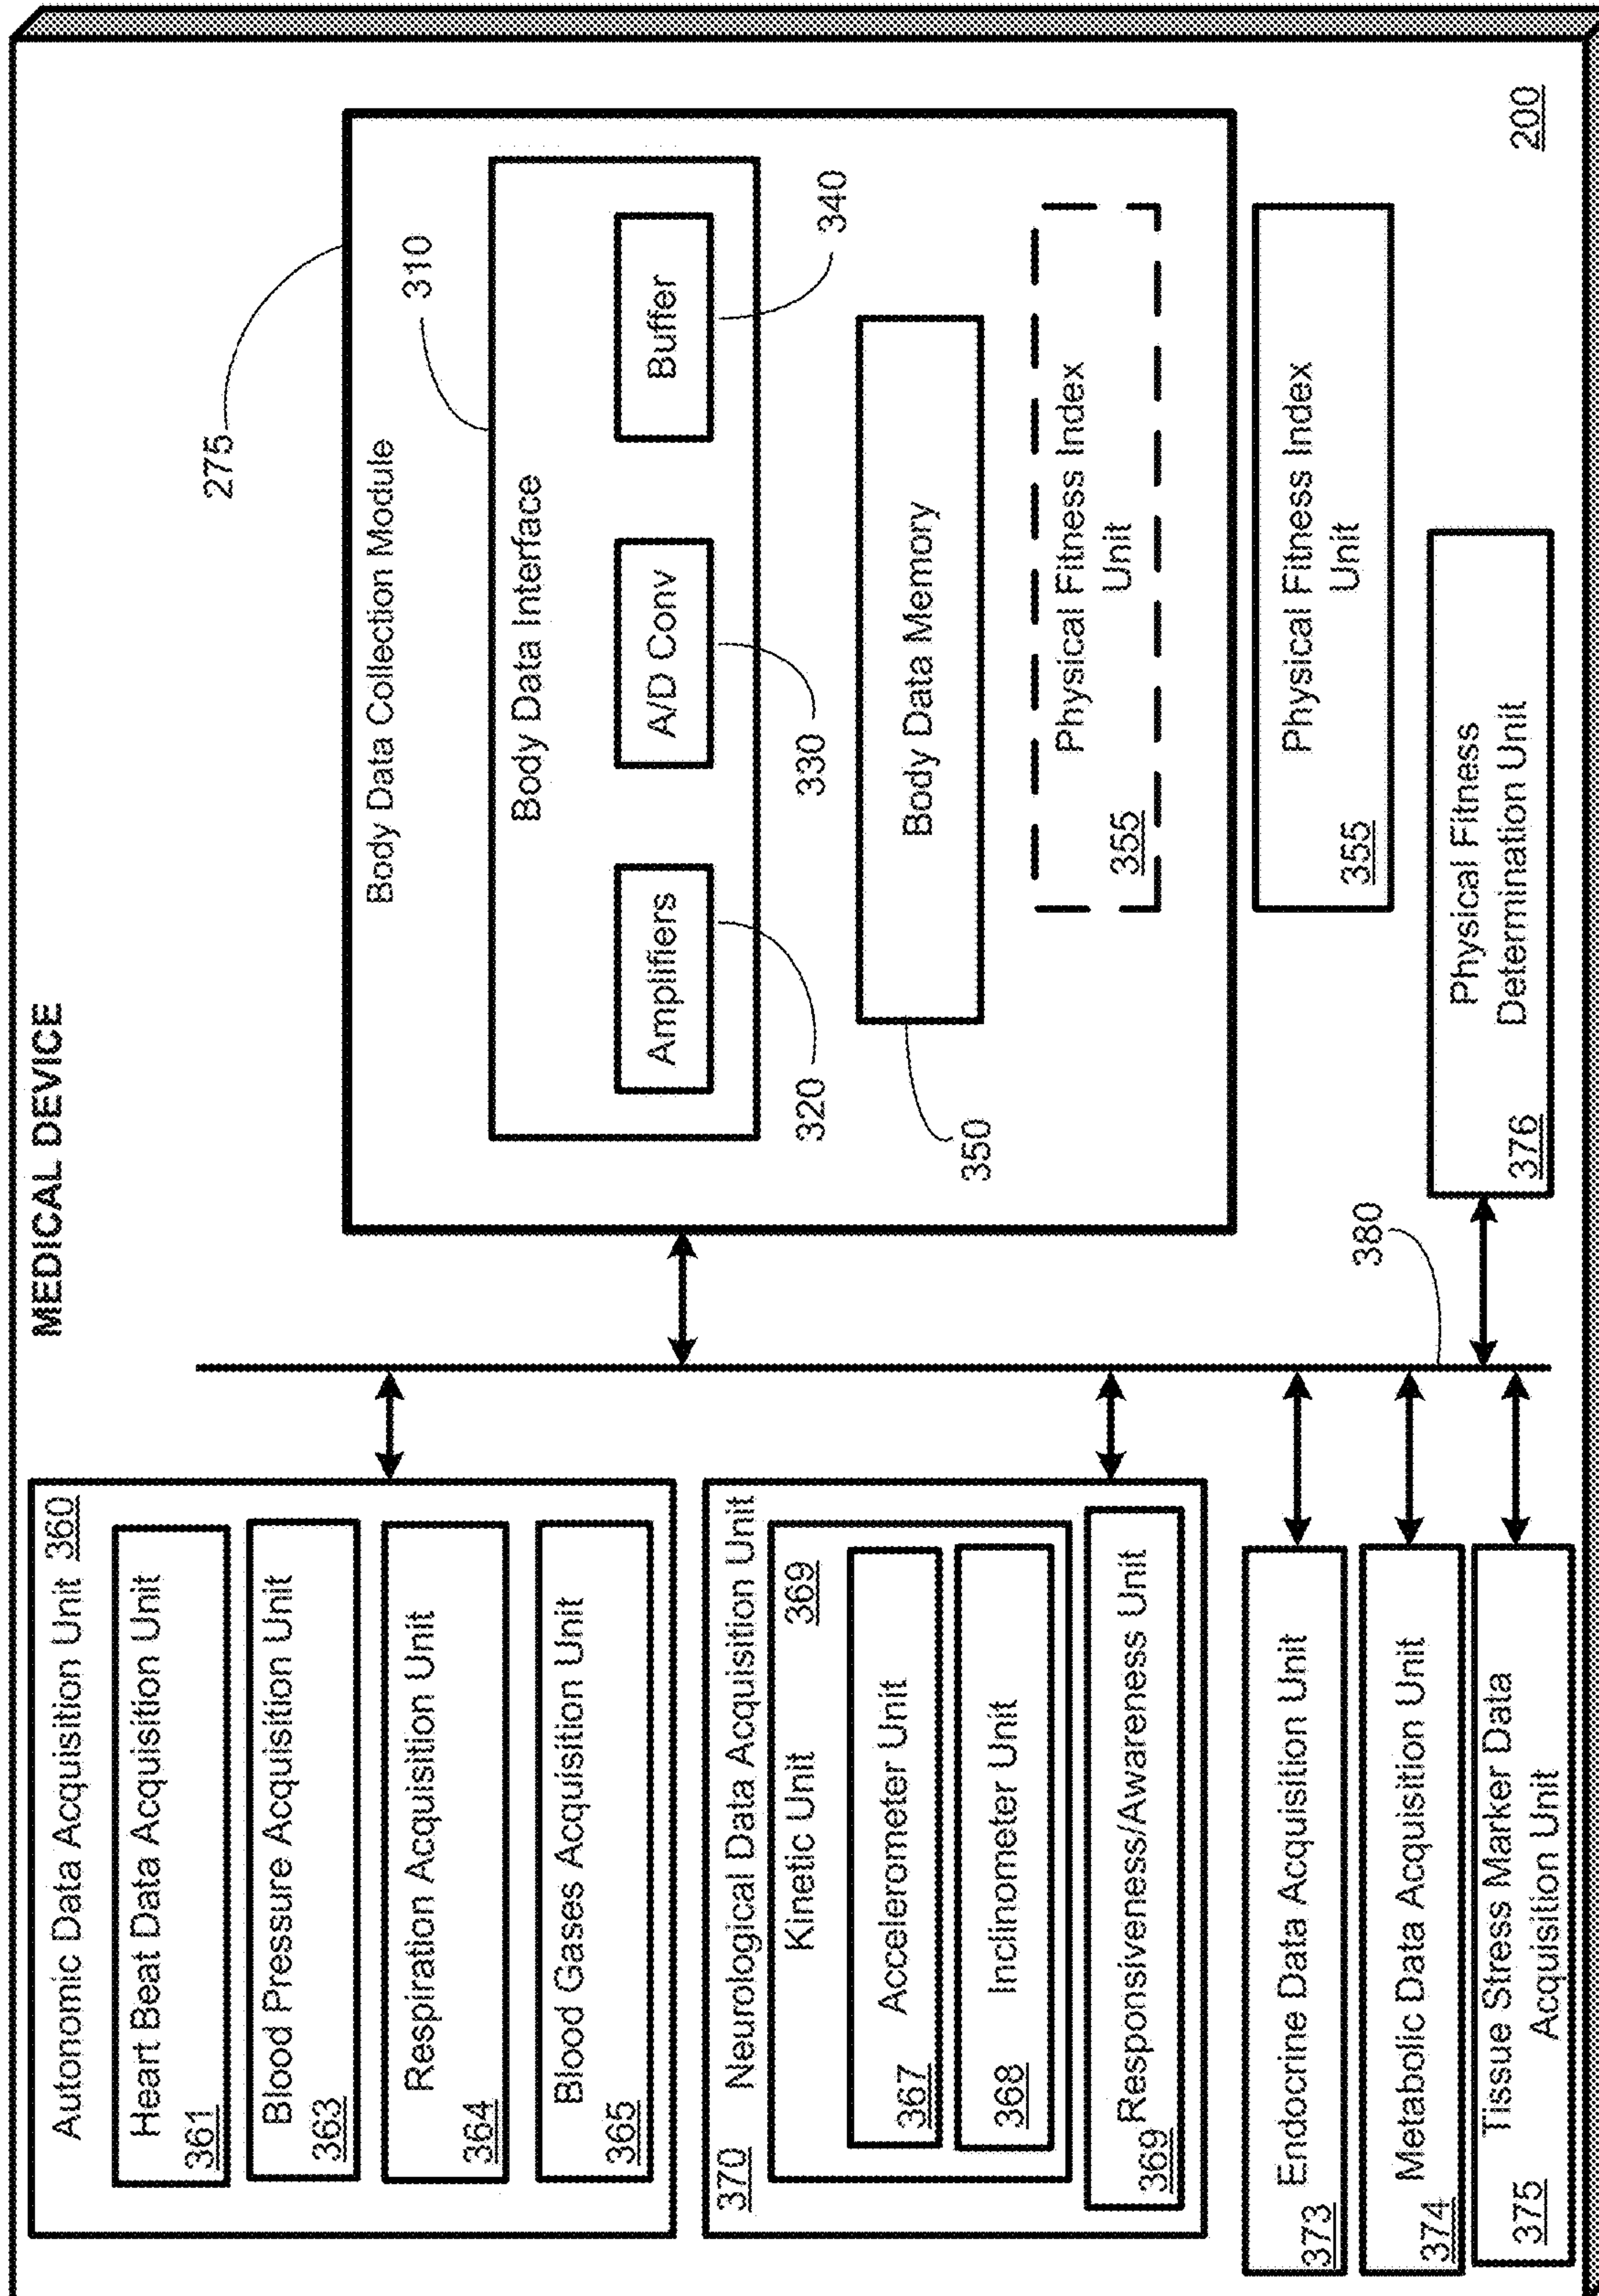 MEDICAL DEVICE
Autonomic Data Acquisition Unit 360
Heart Beat Data Acquisition Unit
361
Blood Pressure Acquisition Unit
363
Respiration Acquisition Unit
364
Blood Gases Acquisition Unit
365
370 Neurological Data Acquisition Unit
Kinetic Unit 369
Accelerometer Unit
367
Inclinometer Unit
368
Responsiveness/Awareness Unit
369
Endocrine Data Acquisition Unit
373
Metabolic Data Acquisition Unit
374
Tissue Stress Marker Data
Acquisition Unit
375
275
Body Data Collection Module
310
Body Data Interface
Amplifiers
A/D Conv
Buffer
320
330
340
Body Data Memory
350
Physical Fitness Index
Unit
355
Physical Fitness Index
Unit
355
380
Physical Fitness
Determination Unit
376
200